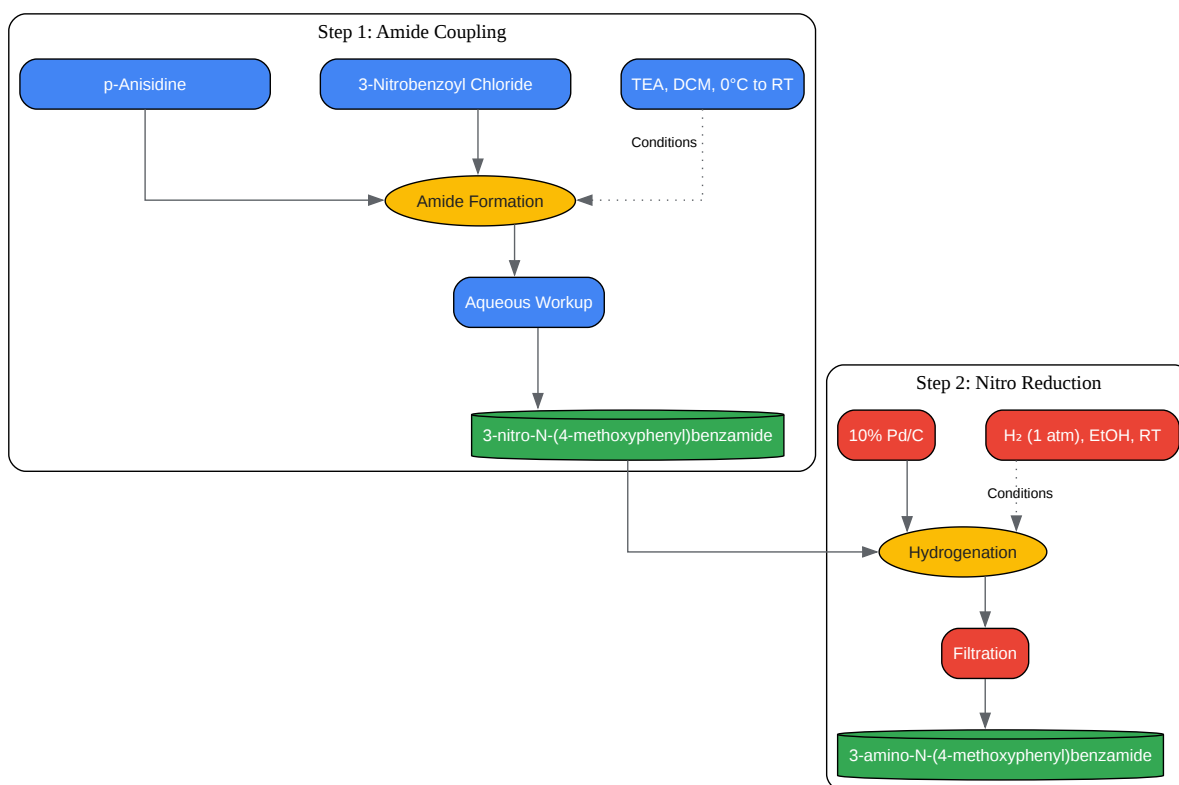 Step 1: Amide Coupling
p-Anisidine
3-Nitrobenzoyl Chloride
TEA, DCM, 0°C to RT
Conditions
Amide Formation
Aqueous Workup
3-nitro-N-(4-methoxyphenyl)benzamide
Step 2: Nitro Reduction
10% Pd/C
H₂ (1 atm), EtOH, RT
Conditions
Hydrogenation
Filtration
3-amino-N-(4-methoxyphenyl)benzamide